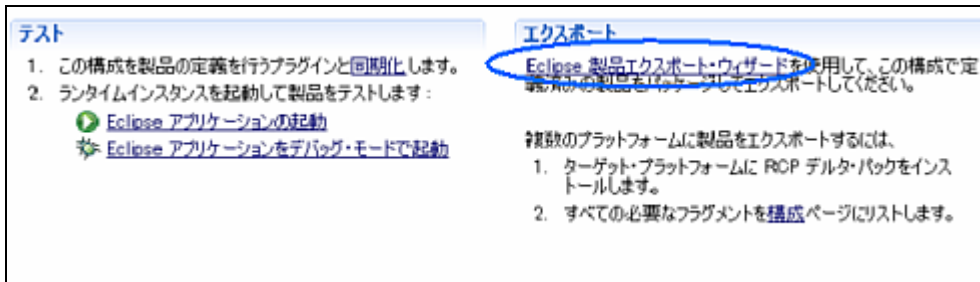 テスト
1. この構成を製品の定義を行うプラグインと同期化します。
2. ランタイムインスタンスを起動して製品をテストします:
Eclipse アプリケーションの起動
Eclipse アプリケーションをデバッグ・モードで起動
エクスポート
Eclipse 製品エクスポート・ウィザードを使用して、この構成で定
義済みの製品をパッケージしてエクスポートしてください。
複数のプラットフォームに製品をエクスポートするには、
1. ターゲット・プラットフォームに RCP デルタ・パックをインス
トールします。
2. すべての必要なフラグメントを構成ページにリストします。